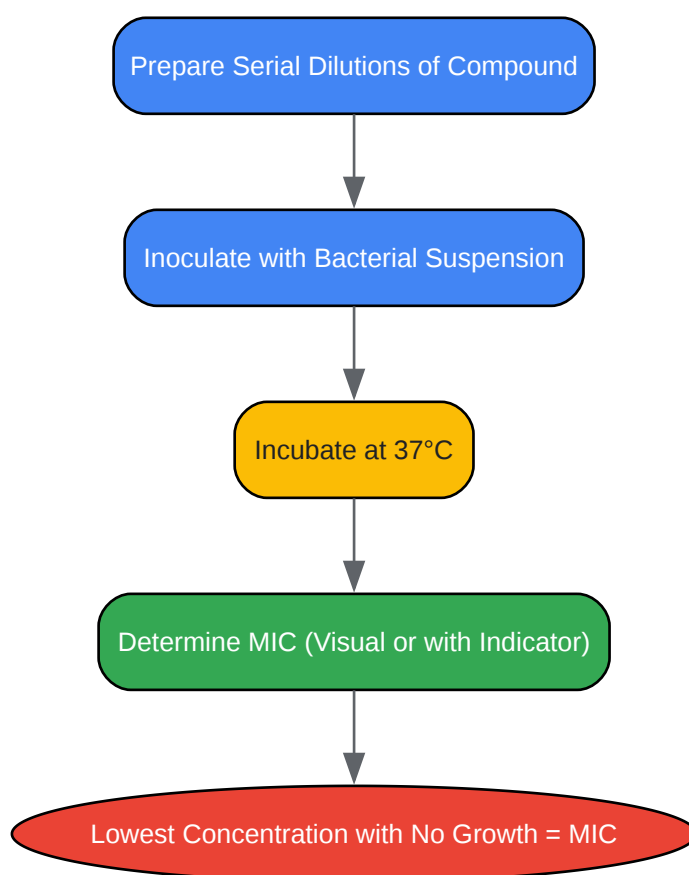 Prepare Serial Dilutions of Compound
Inoculate with Bacterial Suspension
Incubate at 37°C
Determine MIC (Visual or with Indicator)
Lowest Concentration with No Growth = MIC